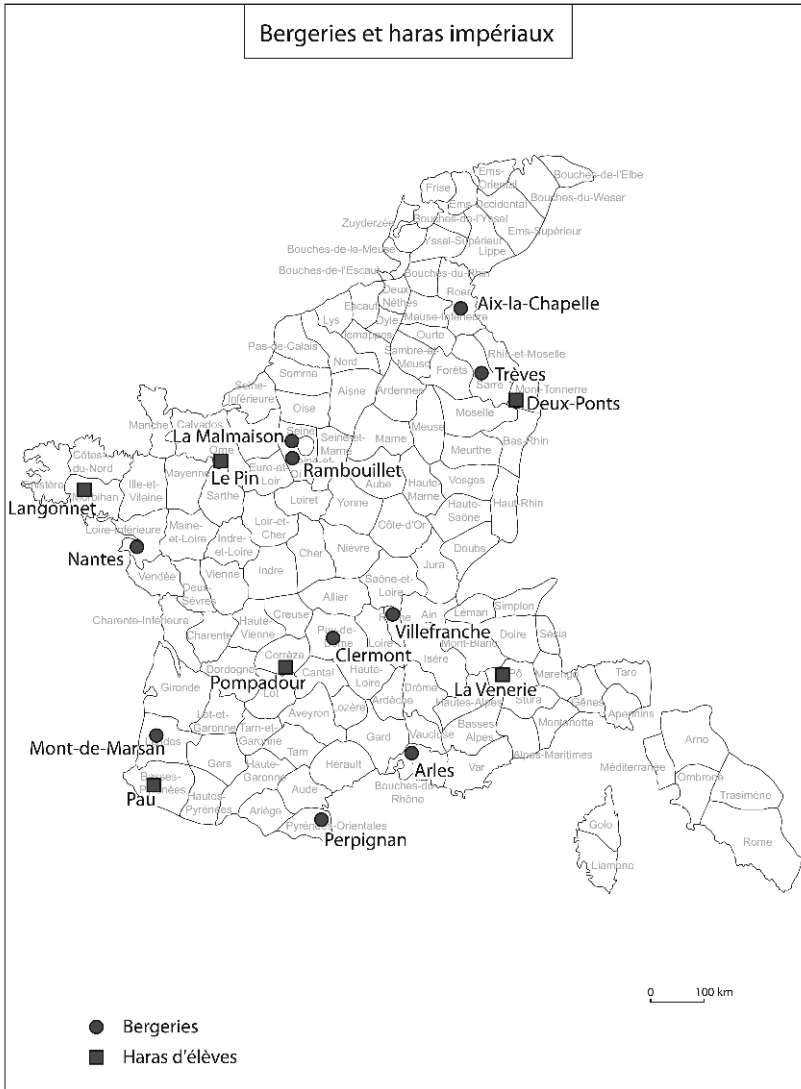 Bergeries et haras impériaux
Bouches-de-l'Elbe
Ems-
Oriental
Frise
Bouches-du-Weser
Ems-Occidental
Zuyderzée
Bouches-de-l'Yssel
Ems-Supérieur
Yssel-Supérieur
Bouches-de-la-Meuse
Lippe
Bouches-de-l'Escaut
Bouches-du-Rhin
Roer
Deux
Nèthes
Aix-la-Chapelle
Escaut
Lys
Dyle
Meuse-Inférieure
Jemappes
Ourte
Pas-de-Calais
Nord
Sambre-et
Meuse
Rhin-et-Moselle
Somme
Forêts
Trèves
Sarre
Aisne
Ardennes
Mont-Tonnerre
Seine-
Inférieure
Deux-Ponts
Oise
Moselle
Manche
Calvados
Meuse
La Malmaison
Seine
Seine-et-
Marne
Marne
Bas-Rhin
Orne
Meurthe
Côtes-
du-Nord
Mayenne
Le Pin
Eure-et-
Loir
Rambouillet
Finistère
Ille-et-
Vilaine
Aube
Haute
Marne
Vosges
Morbihan
Sarthe
Loiret
Yonne
Haut-Rhin
Langonnet
Haute-
Saône
Loire-Inférieure
Maine-
et-Loire
Loir-et-
Cher
Côte-d'Or
Nantes
Indre-
et-Loire
Cher
Nièvre
Doubs
Vendée
Vienne
Indre
Jura
Deux-
Sèvres
Saône-et-
Loire
Allier
Charente-Inférieure
Creuse
Ain
Léman
Simplon
Haute-
Vienne
Rhône
Villefranche
Charente
Puy-de-
Dôme
Loire
Doire
Sésia
Clermont
Mont-Blanc
Isère
Corrèze
Dordogne
Cantal
Haute-
Loire
Pô
Marengo
Taro
Pompadour
Gironde
Lot
Drôme
La Venerie
Stura
Gênes
Ardèche
Hautes-Alpes
Apennins
Lot-et-
Garonne
Aveyron
Lozère
Montenotte
Mont-de-Marsan
Landes
Tarn-et-
Garonne
Gard
Vaucluse
Basses
Alpes
Arno
Tarn
Alpes-Maritimes
Gers
Haute-
Garonne
Hérault
Arles
Var
Méditerranée
Basses-
Pyrénées
Aude
Bouches-du
Rhône
Ombrone
Pau
Hautes-
Pyrénées
Ariège
Trasimène
Pyrénées-Orientales
Golo
Perpignan
Rome
Liamone
0 100 km
Bergeries
Haras d'élèves